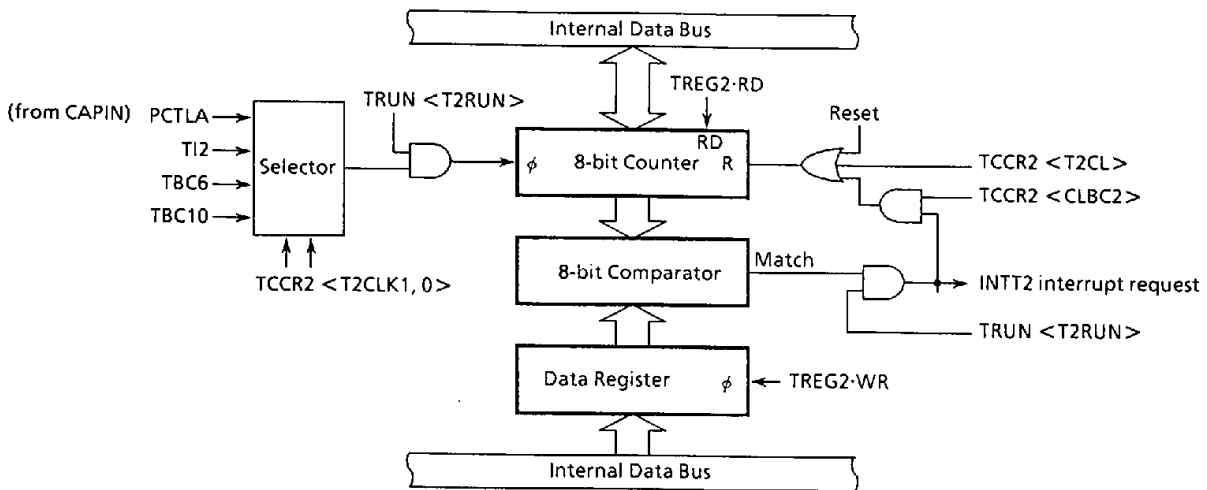 Internal Data Bus
TREG2·RD
(from CAPIN) PCTLA
TRUN <T2RUN>
Reset
TI2
Selector
RD
φ 8-bit Counter R
TCCR2 <T2CL>
TBC6
TCCR2 <CLBC2>
TBC10
TCCR2 <T2CLK1, 0>
8-bit Comparator
Match
INTT2 interrupt request
TRUN <T2RUN>
Data Register φ
TREG2·WR
Internal Data Bus